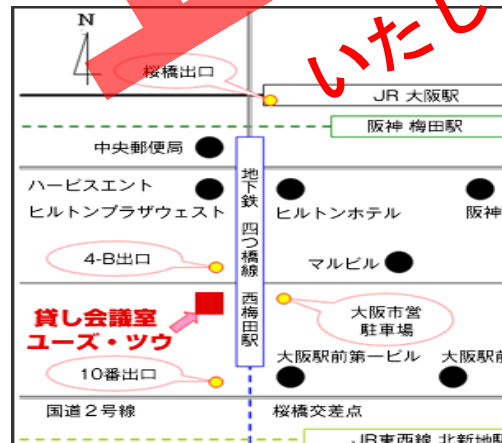 いたし
N
桜橋出口
JR 大阪駅
阪神 梅田駅
中央郵便局
ハービスエント
ヒルトンプラザウェスト
地下鉄 四つ橋線 西梅田駅
ヒルトンホテル
阪神
4-B出口
マルビル
貸し会議室
ユーズ・ツウ
大阪市営
駐車場
10番出口
大阪駅前第一ビル
大阪駅前
国道2号線
桜橋交差点
JR東西線 北新地駅